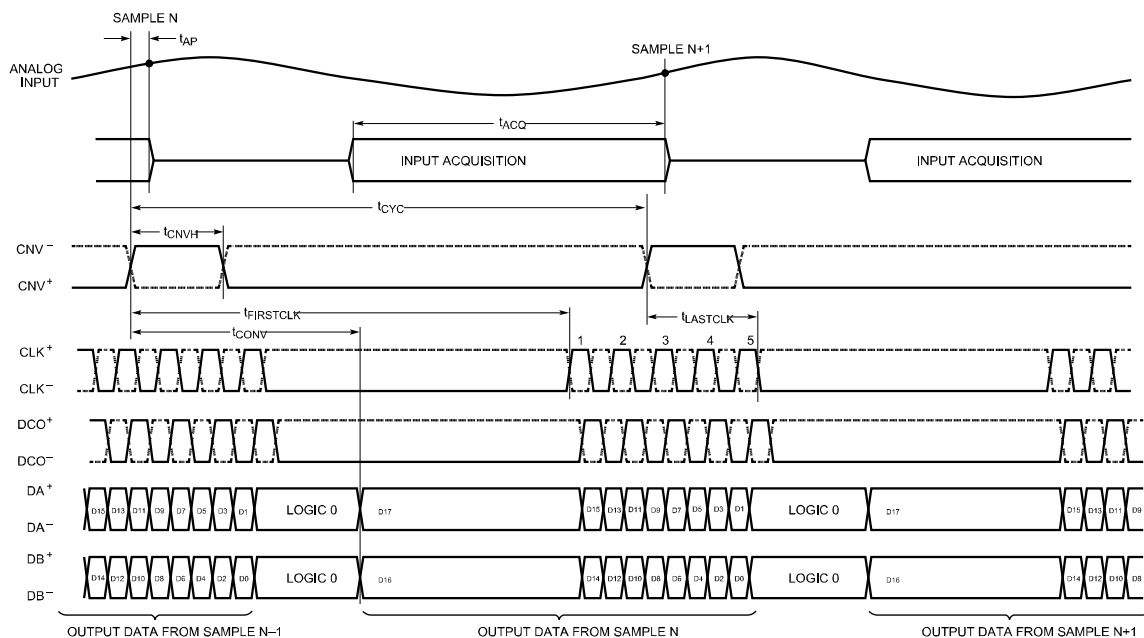 SAMPLE N
tAP
SAMPLE N+1
ANALOG
INPUT
tACQ
INPUT ACQUISITION
INPUT ACQUISITION
tCYC
tCNVH
CNV–
CNV+
tFIRSTCLK
tLASTCLK
tCONV
1 2 3 4 5
CLK+
CLK–
DCO+
DCO–
DA+
D15 D13 D11 D9 D7 D5 D3 D1 LOGIC 0 D17 D15 D13 D11 D9 D7 D5 D3 D1 LOGIC 0 D17 D15 D13 D11 D9
DA–
DB+
D14 D12 D10 D8 D6 D4 D2 D0 LOGIC 0 D16 D14 D12 D10 D8 D6 D4 D2 D0 LOGIC 0 D16 D14 D12 D10 D8
DB–
OUTPUT DATA FROM SAMPLE N–1
OUTPUT DATA FROM SAMPLE N
OUTPUT DATA FROM SAMPLE N+1